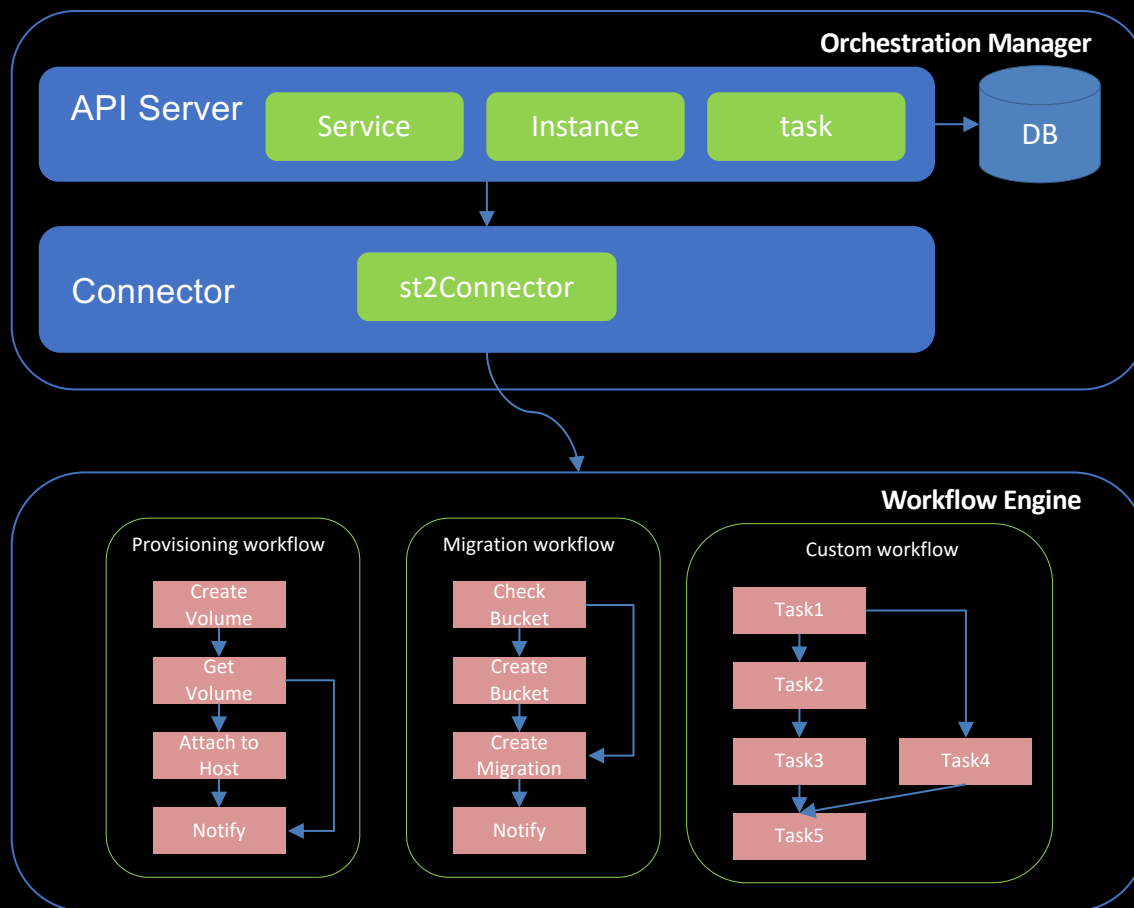 Orchestration Manager
API Server
Service
Instance
task
DB
Connector
st2Connector
Workflow Engine
Provisioning workflow
Create
Volume
Get
Volume
Attach to
Host
Notify
Migration workflow
Check
Bucket
Create
Bucket
Create
Migration
Notify
Custom workflow
Task1
Task2
Task3
Task4
Task5